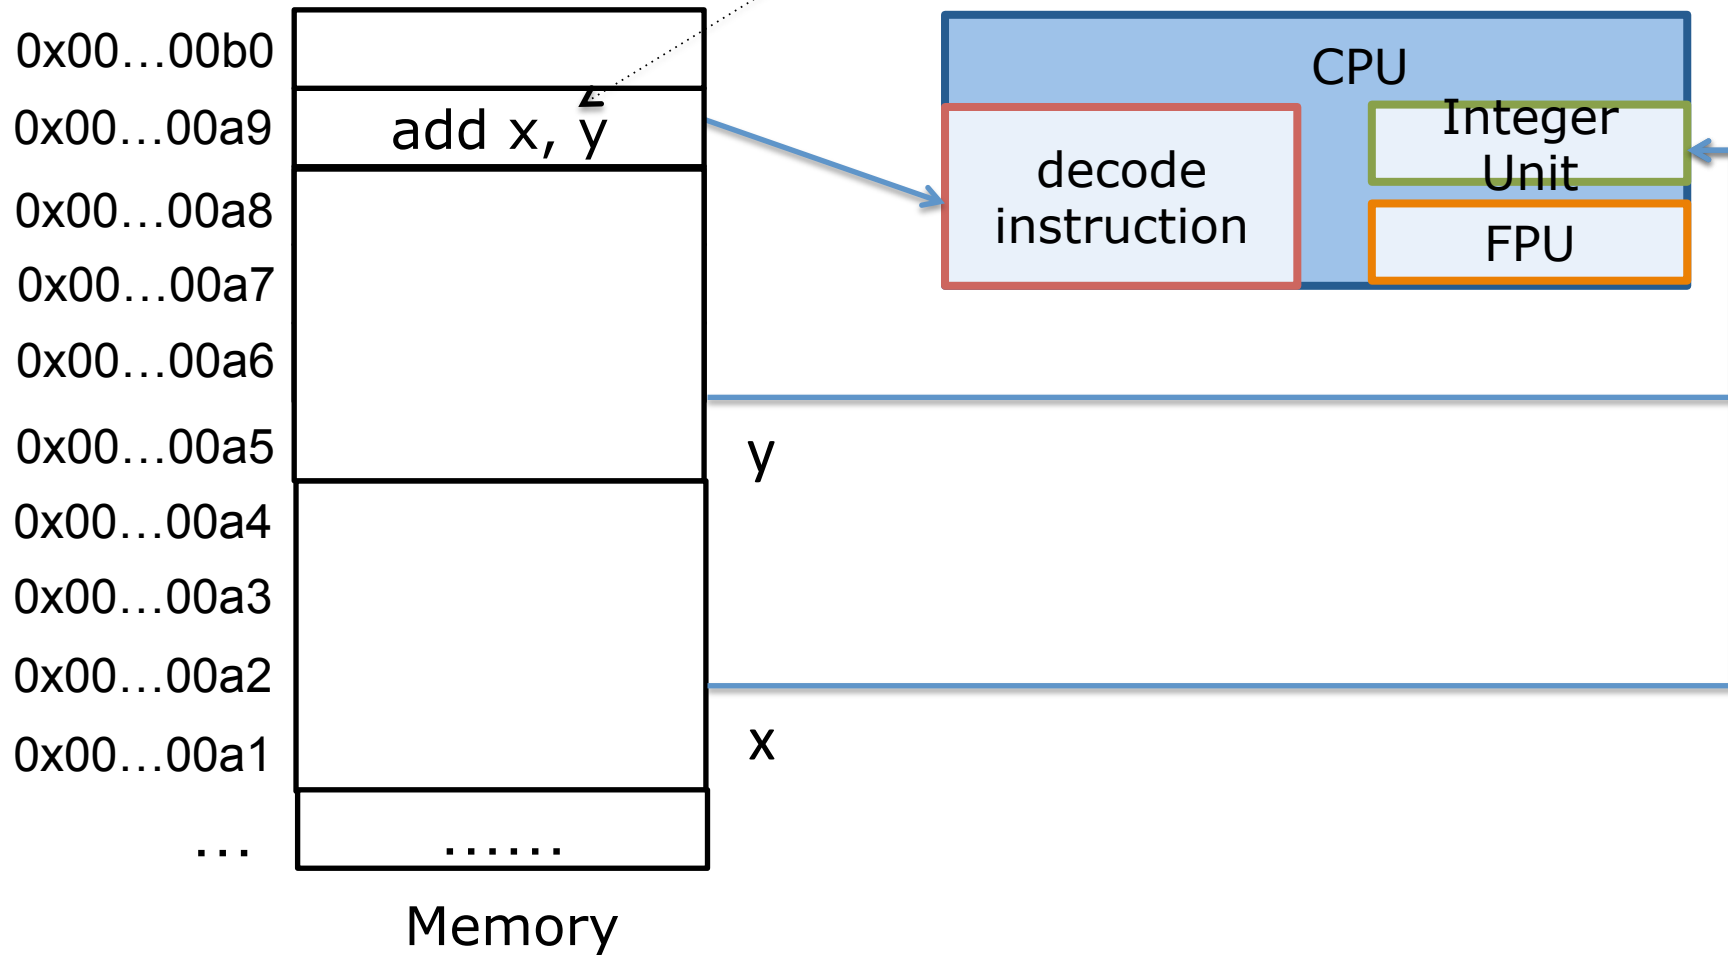 0x00…00b0
0x00…00a9
add x, y
0x00…00a8
0x00…00a7
0x00…00a6
0x00…00a5
y
0x00…00a4
0x00…00a3
0x00…00a2
0x00…00a1
x
…
……
Memory
CPU
decode
instruction
Integer
Unit
FPU